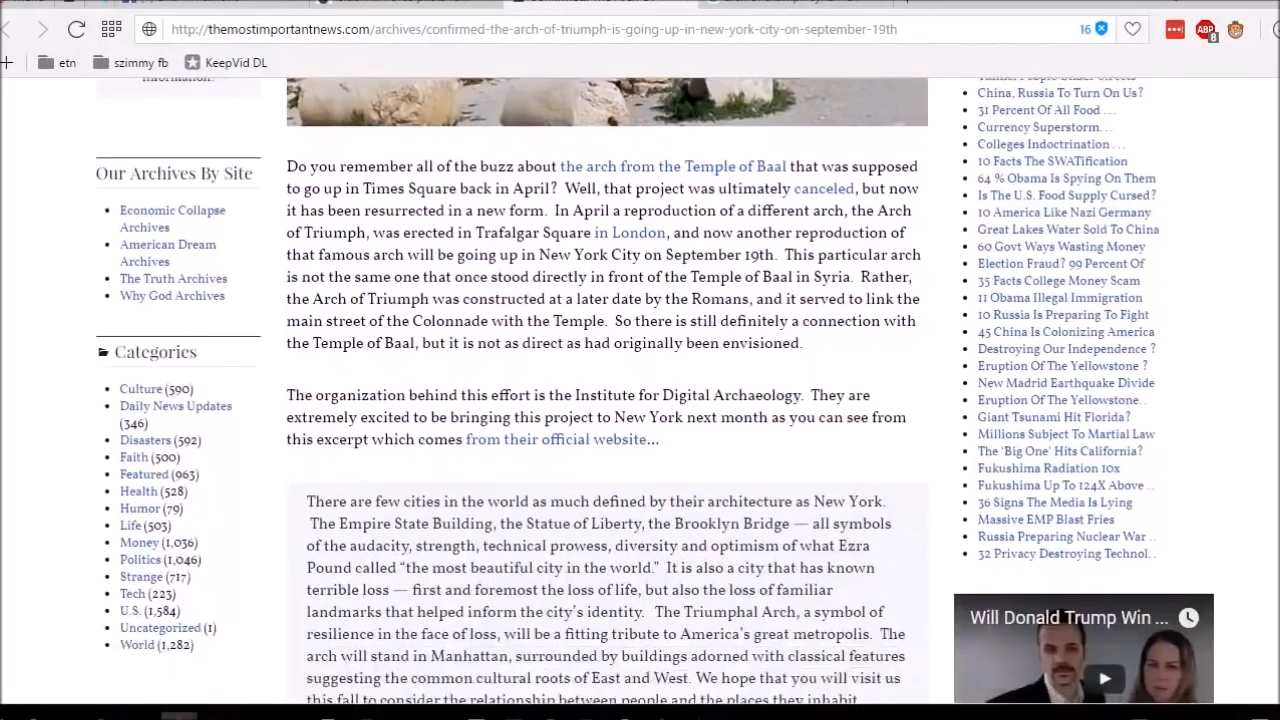 http://themostimportantnews.com/archives/confirmed-the-arch-of-triumph-is-going-up-in-new-york-city-on-september-19th
16
ABP
8
etn
szimmy fb
KeepVid DL
information.
Our Archives By Site
Economic Collapse
Archives
American Dream
Archives
The Truth Archives
Why God Archives
Categories
Culture (590)
Daily News Updates
(346)
Disasters (592)
Faith (500)
Featured (963)
Health (528)
Humor (79)
Life (503)
Money (1,036)
Politics (1,046)
Strange (717)
Tech (223)
U.S. (1,584)
Uncategorized (1)
World (1,282)
Do you remember all of the buzz about the arch from the Temple of Baal that was supposed
to go up in Times Square back in April? Well, that project was ultimately canceled, but now
it has been resurrected in a new form. In April a reproduction of a different arch, the Arch
of Triumph, was erected in Trafalgar Square in London, and now another reproduction of
that famous arch will be going up in New York City on September 19th. This particular arch
is not the same one that once stood directly in front of the Temple of Baal in Syria. Rather,
the Arch of Triumph was constructed at a later date by the Romans, and it served to link the
main street of the Colonnade with the Temple. So there is still definitely a connection with
the Temple of Baal, but it is not as direct as had originally been envisioned.
The organization behind this effort is the Institute for Digital Archaeology. They are
extremely excited to be bringing this project to New York next month as you can see from
this excerpt which comes from their official website...
There are few cities in the world as much defined by their architecture as New York.
The Empire State Building, the Statue of Liberty, the Brooklyn Bridge — all symbols
of the audacity, strength, technical prowess, diversity and optimism of what Ezra
Pound called “the most beautiful city in the world.” It is also a city that has known
terrible loss — first and foremost the loss of life, but also the loss of familiar
landmarks that helped inform the city’s identity. The Triumphal Arch, a symbol of
resilience in the face of loss, will be a fitting tribute to America’s great metropolis. The
arch will stand in Manhattan, surrounded by buildings adorned with classical features
suggesting the common cultural roots of East and West. We hope that you will visit us
this fall to consider the relationship between people and the places they inhabit
China, Russia To Turn On Us?
31 Percent Of All Food . . .
Currency Superstorm. . .
Colleges Indoctrination . . .
10 Facts The SWATification
64 % Obama Is Spying On Them
Is The U.S. Food Supply Cursed?
10 America Like Nazi Germany
Great Lakes Water Sold To China
60 Govt Ways Wasting Money
Election Fraud? 99 Percent Of
35 Facts College Money Scam
11 Obama Illegal Immigration
10 Russia Is Preparing To Fight
45 China Is Colonizing America
Destroying Our Independence ?
Eruption Of The Yellowstone ?
New Madrid Earthquake Divide
Eruption Of The Yellowstone. .
Giant Tsunami Hit Florida?
Millions Subject To Martial Law
The ‘Big One’ Hits California?
Fukushima Radiation 10x
Fukushima Up To 124X Above . .
36 Signs The Media Is Lying
Massive EMP Blast Fries
Russia Preparing Nuclear War . .
32 Privacy Destroying Technol. .
Will Donald Trump Win ...